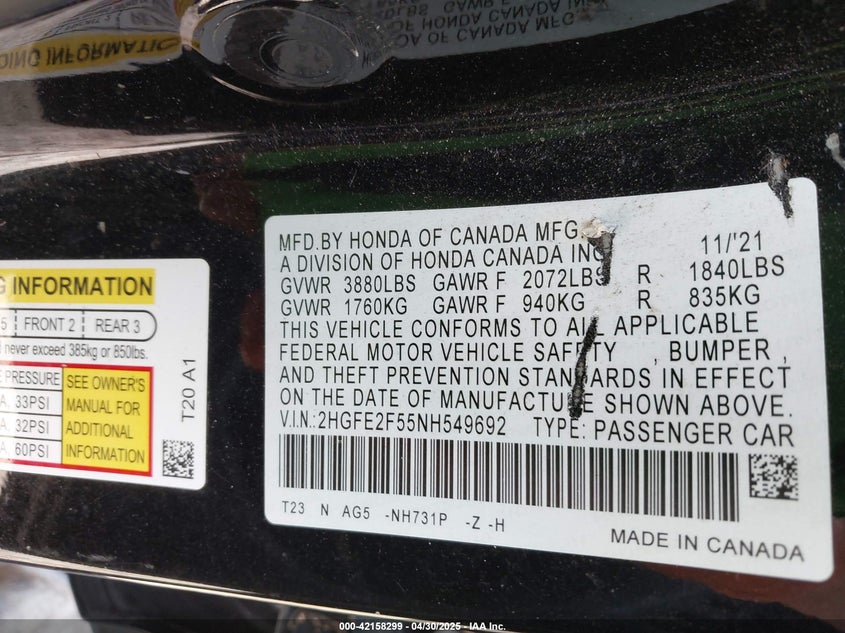 DING INFORMATIO
G INFORMATION
5 FRONT 2 REAR 3
never exceed 385kg or 850lbs.
E PRESSURE
SEE OWNER'S
MANUAL FOR
ADDITIONAL
INFORMATION
33PSI
32PSI
60PSI
T20 A1
MFD.BY HONDA OF CANADA MFG. 11/'21
A DIVISION OF HONDA CANADA INC
GVWR 3880LBS GAWR F 2072LBS R 1840LBS
GVWR 1760KG GAWR F 940KG R 835KG
THIS VEHICLE CONFORMS TO ALL APPLICABLE
FEDERAL MOTOR VEHICLE SAFETY , BUMPER ,
AND THEFT PREVENTION STANDARDS IN EFFECT
ON THE DATE OF MANUFACTURE SHOWN ABOVE.
V.I.N.:2HGFE2F55NH549692 TYPE: PASSENGER CAR
T23 N AG5 -NH731P -Z -H
MADE IN CANADA
000-42158299 - 04/30/2025 - IAA Inc.